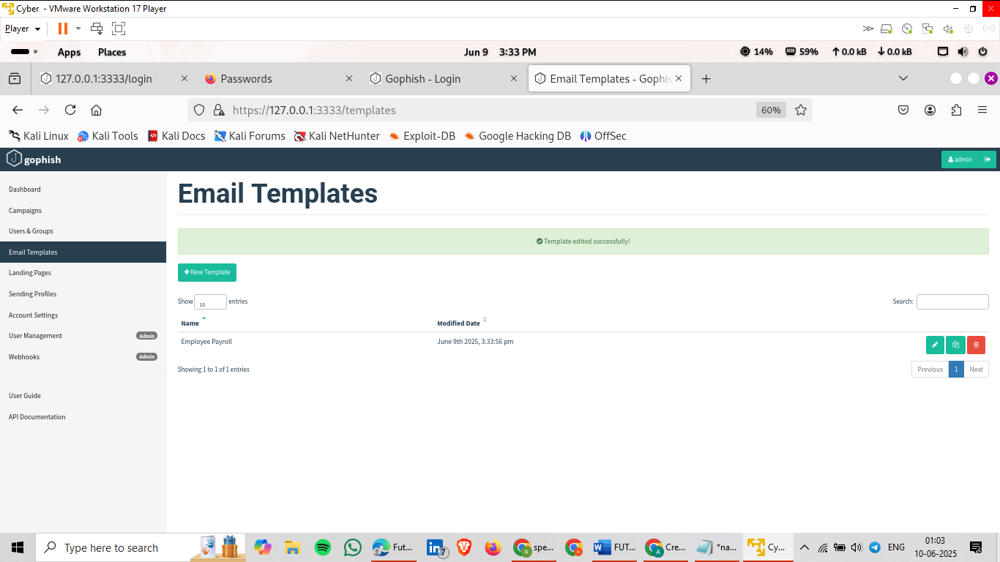 Cyber - VMware Workstation 17 Player
Player
Apps Places Jun 9 3:33 PM 14% 59% 0.0 kB 0.0 kB
127.0.0.1:3333/login Passwords Gophish - Login Email Templates - Gophis
https://127.0.0.1:3333/templates 60%
Kali Linux Kali Tools Kali Docs Kali Forums Kali NetHunter Exploit-DB Google Hacking DB OffSec
gophish admin
Email Templates
Dashboard
Campaigns
Users & Groups
Email Templates
Landing Pages
Sending Profiles
Account Settings
User Management Admin
Webhooks Admin
User Guide
API Documentation
Template edited successfully!
New Template
Show 10 entries Search:
Name Modified Date
Employee Payroll June 9th 2025, 3:33:56 pm
Showing 1 to 1 of 1 entries Previous 1 Next
Type here to search Fut... 7 spe... FUT... Cre... *na... Cy... ENG 01:03
10-06-2025